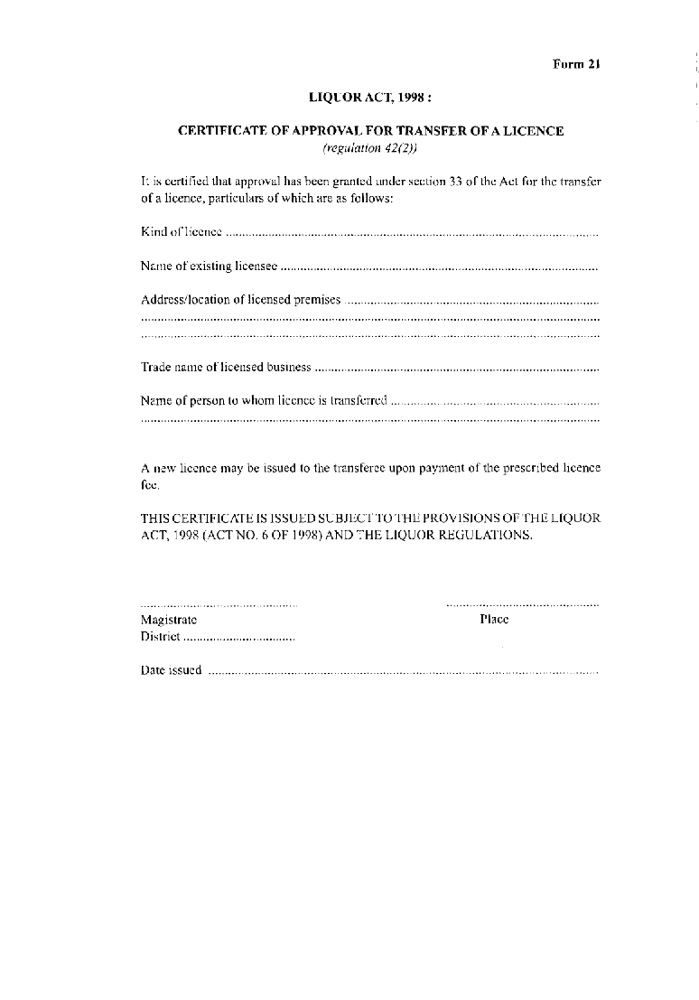 Form 21
LIQUOR ACT, 1998 :
CERTIFICATE OF APPROVAL FOR TRANSFER OF A LICENCE
(regulation 42(2))
It is certified that approval has been granted under section 33 of the Act for the transfer
of a licence, particulars of which are as follows:
Kind of licence ................................................................................................................
Name of existing licensee ................................................................................................
Address/location of licensed premises .............................................................................
...........................................................................................................................................
...........................................................................................................................................
Trade name of licensed business ......................................................................................
Name of person to whom licence is transferred ...............................................................
...........................................................................................................................................
A new licence may be issued to the transferee upon payment of the prescribed licence
fee.
THIS CERTIFICATE IS ISSUED SUBJECT TO THE PROVISIONS OF THE LIQUOR
ACT, 1998 (ACT NO. 6 OF 1998) AND THE LIQUOR REGULATIONS.
................................................ ..............................................
Magistrate Place
District ..................................
Date issued ......................................................................................................................